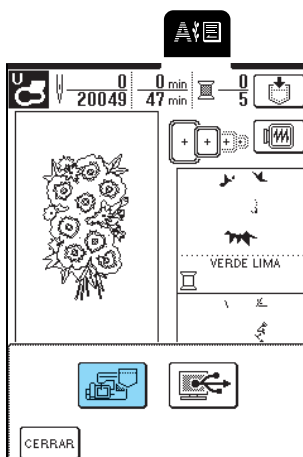 A
U
0 0 min 0
20049 47 min 5
VERDE LIMA
CERRAR